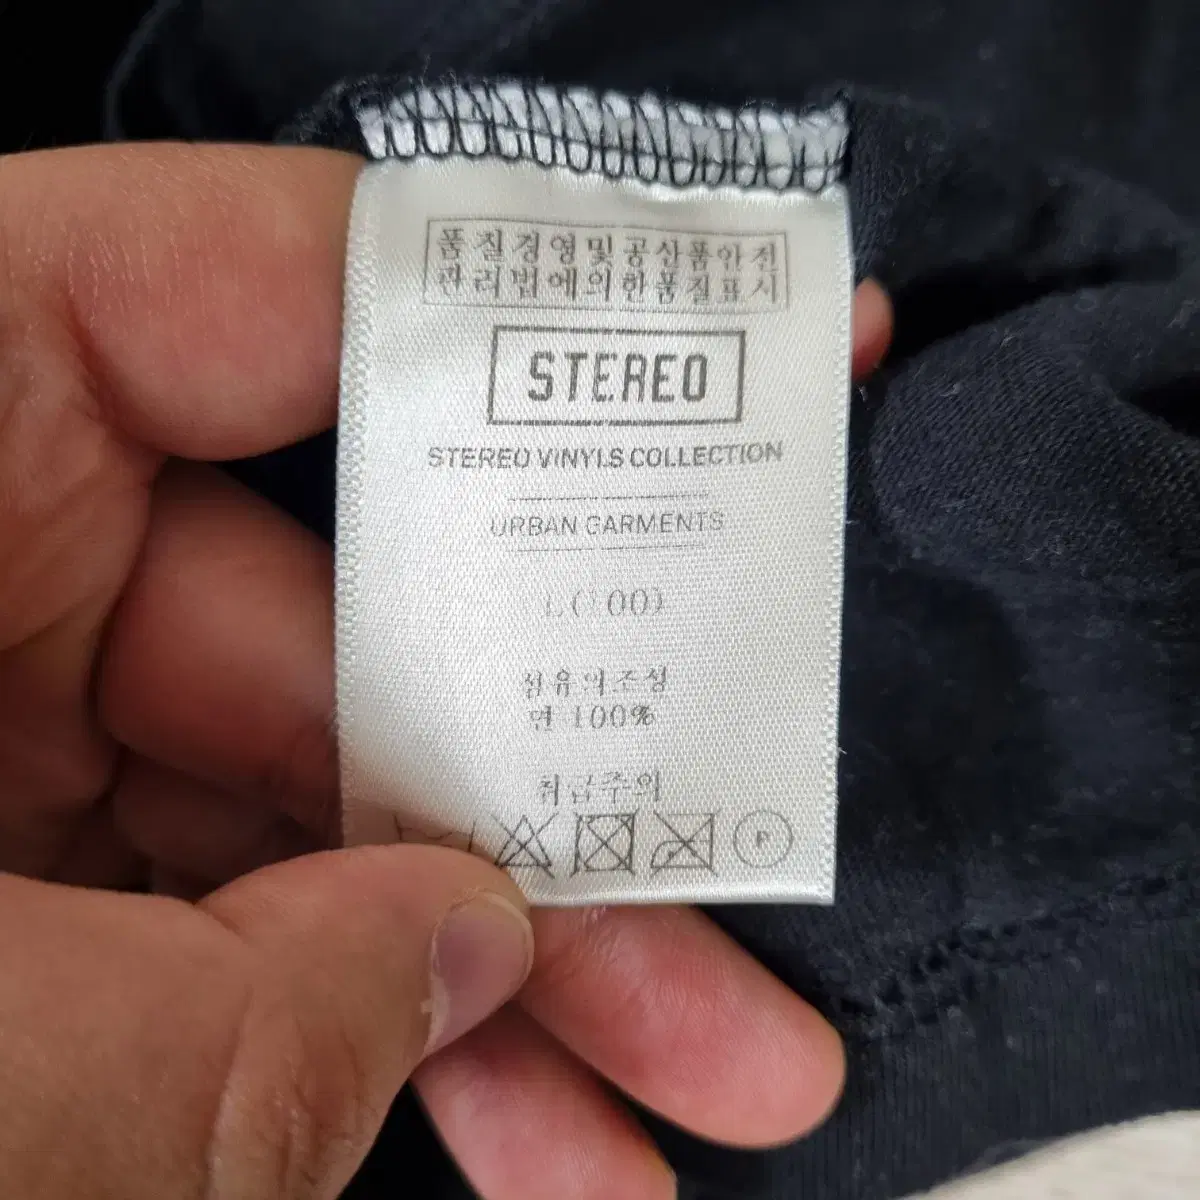 품질경영및공산품안전
관리법에의한품질표시
STEREO
STEREO VINYLS COLLECTION
URBAN GARMENTS
섬유의조성
면 100%
취급주의
P